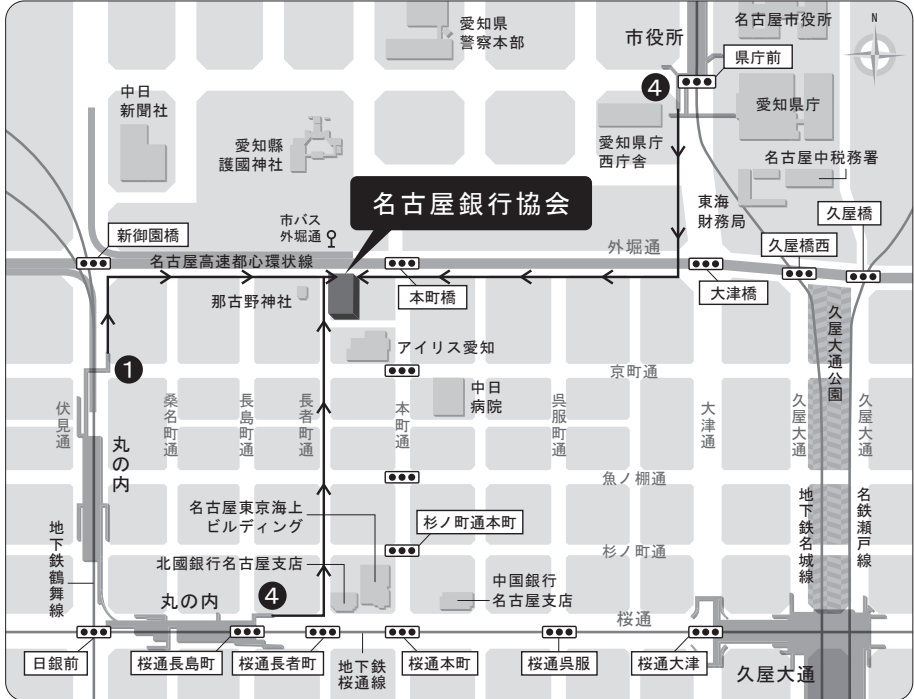 愛知県
警察本部
市役所
名古屋市役所
N
県庁前
4
中日
新聞社
愛知縣
護國神社
愛知県庁
愛知県庁
西庁舎
名古屋中税務署
東海
財務局
名古屋銀行協会
市バス
外堀通
新御園橋
名古屋高速都心環状線
外堀通
久屋橋
久屋橋西
本町橋
大津橋
那古野神社
アイリス愛知
1
京町通
中日
病院
久屋大通公園
伏見通
桑名町通
長島町通
長者町通
本町通
呉服町通
大津通
久屋大通
久屋大通
丸の内
魚ノ棚通
名古屋東京海上
ビルディング
杉ノ町通本町
杉ノ町通
地下鉄名城線
名鉄瀬戸線
地下鉄鶴舞線
北國銀行名古屋支店
中国銀行
名古屋支店
丸の内
4
桜通
日銀前
桜通長島町
桜通長者町
地下鉄
桜通線
桜通本町
桜通呉服
桜通大津
久屋大通